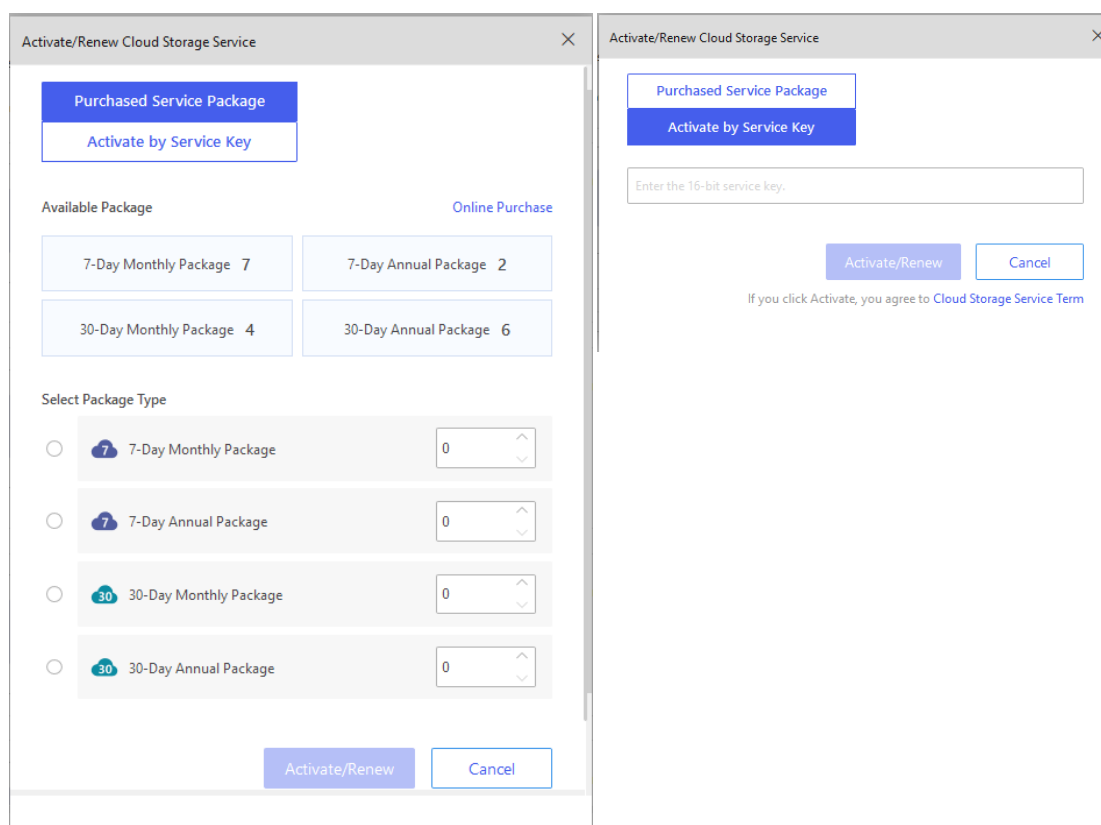 Activate/Renew Cloud Storage Service
Purchased Service Package
Activate by Service Key
Available Package Online Purchase
7-Day Monthly Package 7 7-Day Annual Package 2
30-Day Monthly Package 4 30-Day Annual Package 6
Select Package Type
7 7-Day Monthly Package 0
7 7-Day Annual Package 0
30 30-Day Monthly Package 0
30 30-Day Annual Package 0
Activate/Renew Cancel
Activate/Renew Cloud Storage Service
Purchased Service Package
Activate by Service Key
Enter the 16-bit service key.
Activate/Renew Cancel
If you click Activate, you agree to Cloud Storage Service Term